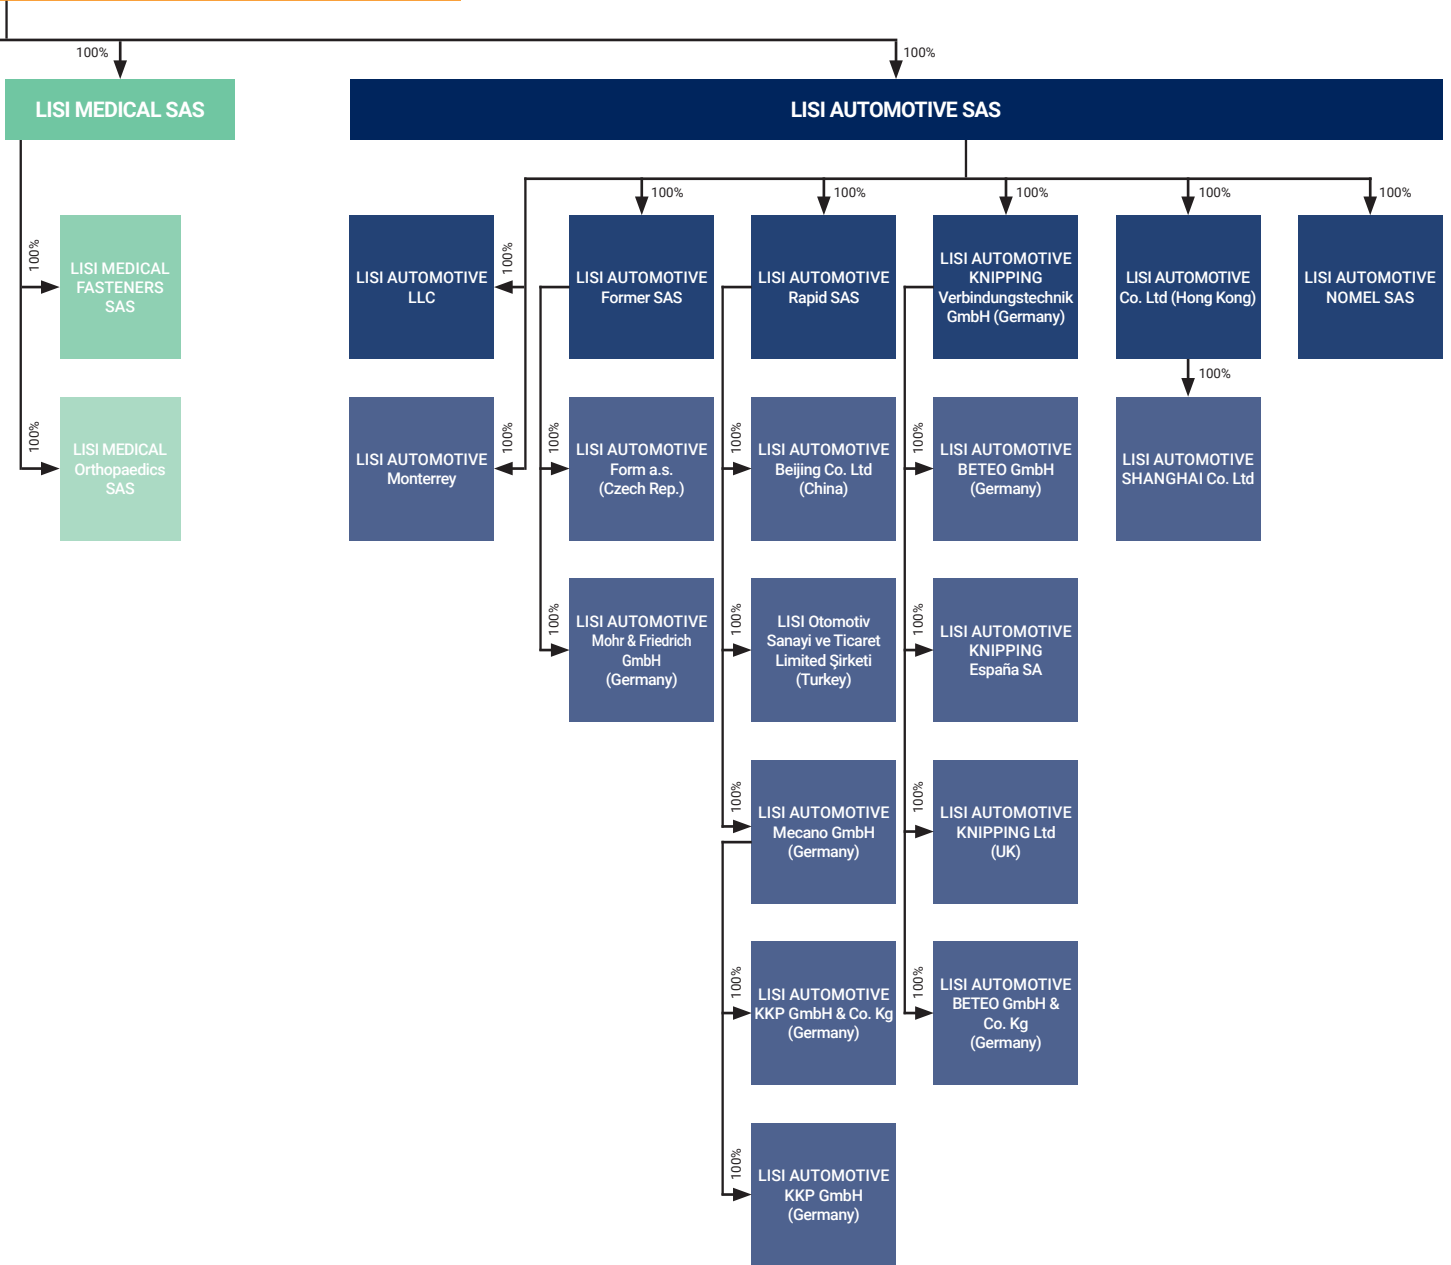 100%
100%
LISI MEDICAL SAS
LISI AUTOMOTIVE SAS
100%
100%
100%
100%
100%
100%
LISI MEDICAL
FASTENERS
SAS
100%
LISI AUTOMOTIVE
LLC
LISI AUTOMOTIVE
Former SAS
LISI AUTOMOTIVE
Rapid SAS
LISI AUTOMOTIVE
KNIPPING
Verbindungstechnik
GmbH (Germany)
LISI AUTOMOTIVE
Co. Ltd (Hong Kong)
LISI AUTOMOTIVE
NOMEL SAS
100%
100%
LISI MEDICAL
Orthopaedics
SAS
LISI AUTOMOTIVE
Monterrey
100%
100%
LISI AUTOMOTIVE
Form a.s.
(Czech Rep.)
100%
LISI AUTOMOTIVE
Beijing Co. Ltd
(China)
100%
LISI AUTOMOTIVE
BETEO GmbH
(Germany)
LISI AUTOMOTIVE
SHANGHAI Co. Ltd
100%
LISI AUTOMOTIVE
Mohr & Friedrich
GmbH
(Germany)
100%
LISI Otomotiv
Sanayi ve Ticaret
Limited Şirketi
(Turkey)
100%
LISI AUTOMOTIVE
KNIPPING
España SA
100%
LISI AUTOMOTIVE
Mecano GmbH
(Germany)
100%
LISI AUTOMOTIVE
KNIPPING Ltd
(UK)
100%
LISI AUTOMOTIVE
KKP GmbH & Co. Kg
(Germany)
100%
LISI AUTOMOTIVE
BETEO GmbH &
Co. Kg
(Germany)
100%
LISI AUTOMOTIVE
KKP GmbH
(Germany)